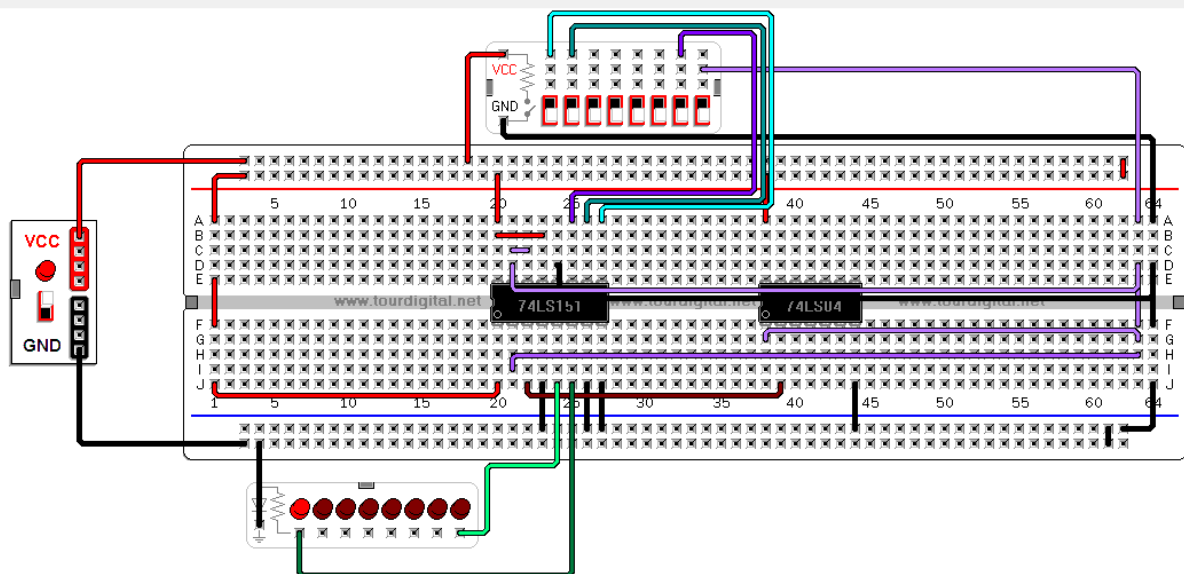 VCC
GND
5 10 15 20 25 30 35 40 45 50 55 60 64
A A
B B
C C
D D
E E
VCC
www.tourdigital.net www.tourdigital.net www.tourdigital.net
74LS151 74LS04
F F
GND
G G
H H
I I
J J
1 5 10 15 20 25 30 35 40 45 50 55 60 64